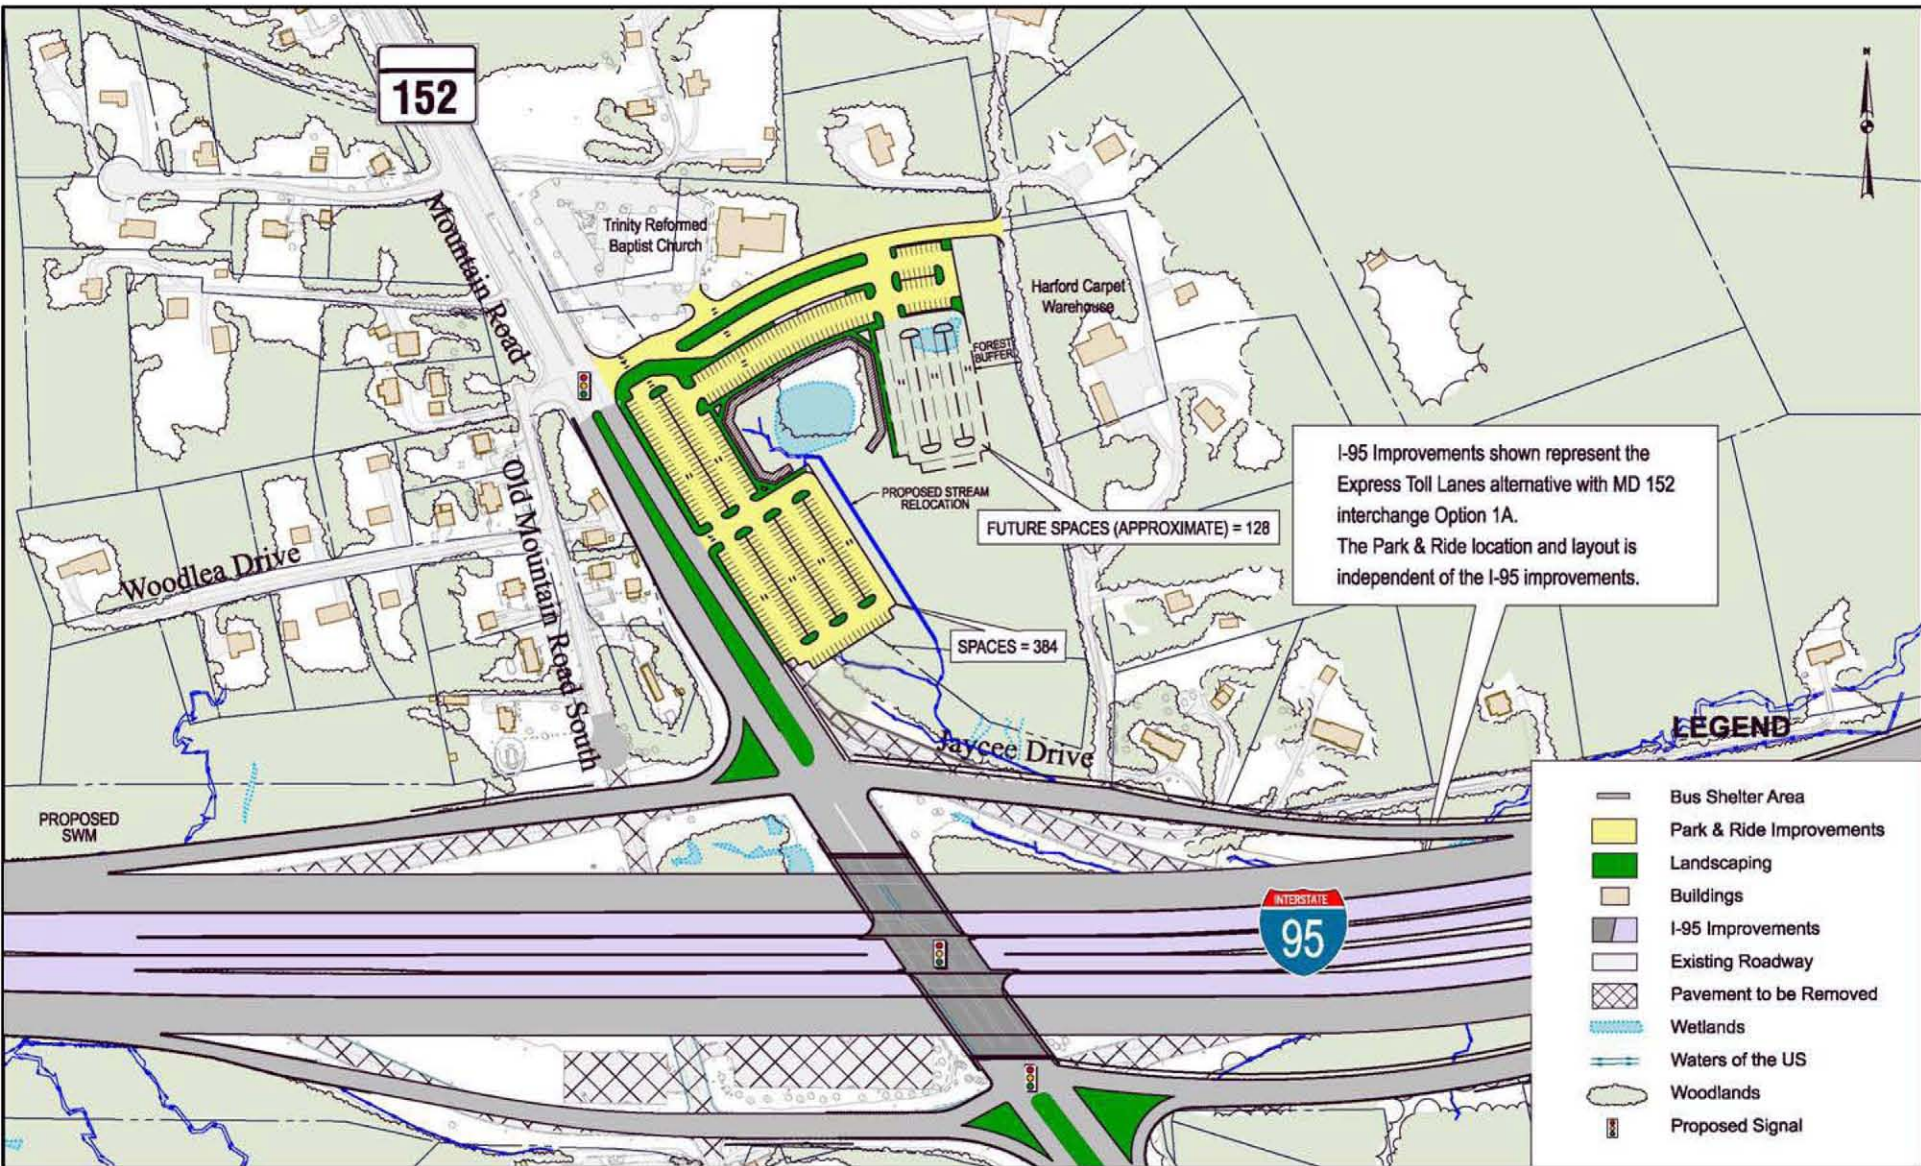 N
152
Mountain Road
Trinity Reformed
Baptist Church
Harford Carpet
Warehouse
FOREST
BUFFER
I-95 Improvements shown represent the
Express Toll Lanes alternative with MD 152
interchange Option 1A.
The Park & Ride location and layout is
independent of the I-95 improvements.
PROPOSED STREAM
RELOCATION
FUTURE SPACES (APPROXIMATE) = 128
Old Mountain Road South
Woodlea Drive
SPACES = 384
Jaycee Drive
PROPOSED
SWM
INTERSTATE
95
LEGEND
Bus Shelter Area
Park & Ride Improvements
Landscaping
Buildings
I-95 Improvements
Existing Roadway
Pavement to be Removed
Wetlands
Waters of the US
Woodlands
Proposed Signal